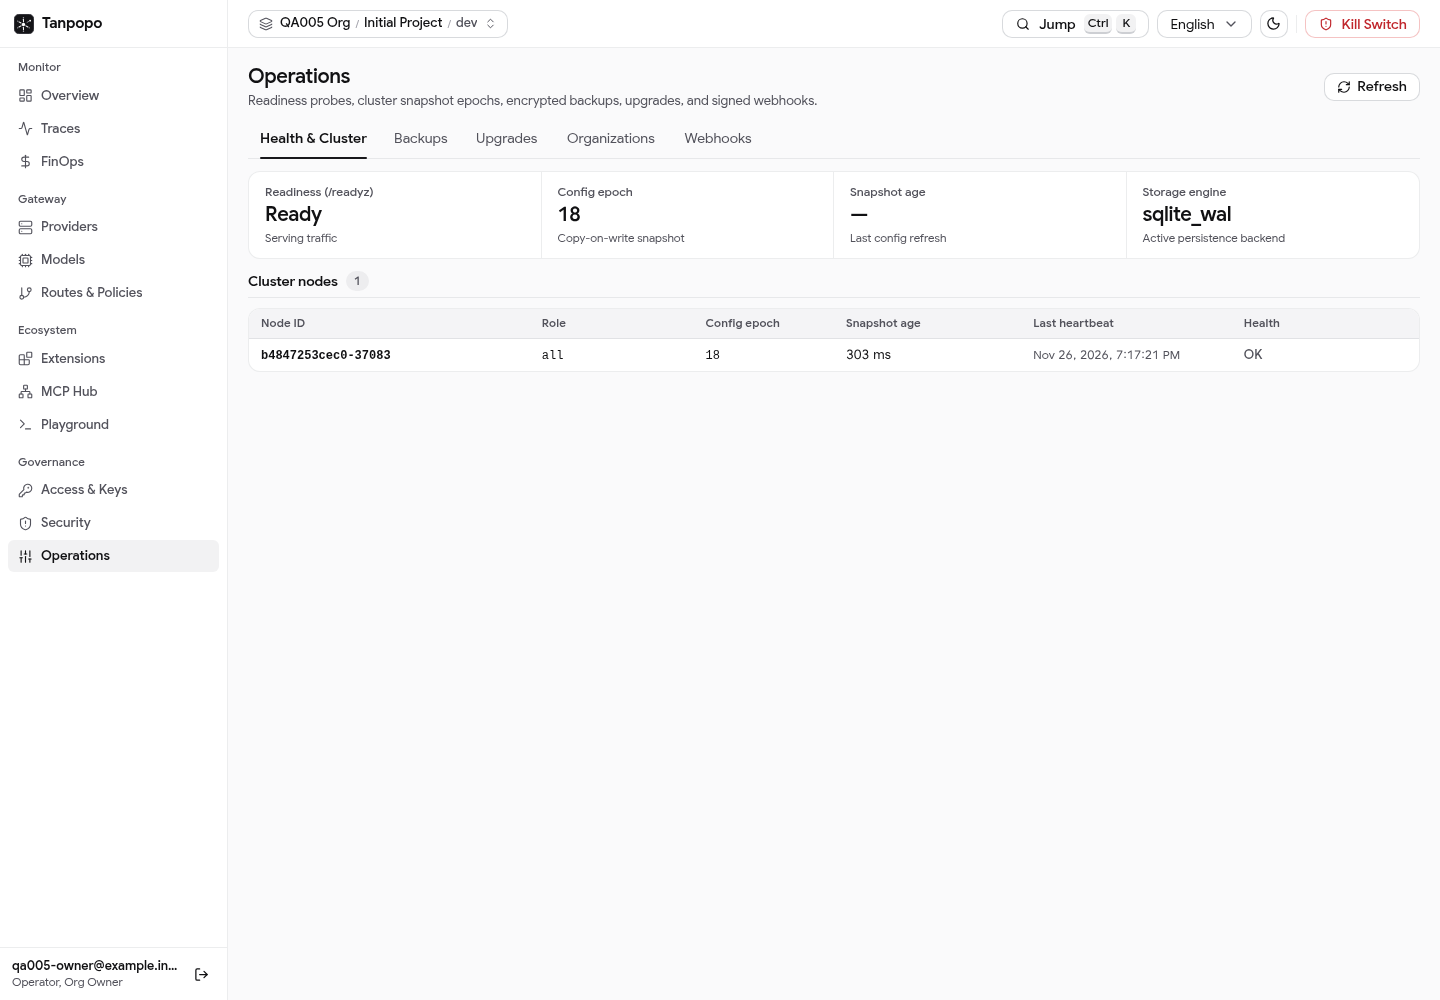 Tanpopo
QA005 Org / Initial Project / dev
Jump Ctrl K
English
Kill Switch
Monitor
Overview
Traces
FinOps
Gateway
Providers
Models
Routes & Policies
Ecosystem
Extensions
MCP Hub
Playground
Governance
Access & Keys
Security
Operations
qa005-owner@example.in...
Operator, Org Owner
Operations
Readiness probes, cluster snapshot epochs, encrypted backups, upgrades, and signed webhooks.
Refresh
Health & Cluster Backups Upgrades Organizations Webhooks
Readiness (/readyz)
Ready
Serving traffic
Config epoch
18
Copy-on-write snapshot
Snapshot age
—
Last config refresh
Storage engine
sqlite_wal
Active persistence backend
Cluster nodes 1
Node ID Role Config epoch Snapshot age Last heartbeat Health
b4847253cec0-37083 all 18 303 ms Nov 26, 2026, 7:17:21 PM OK